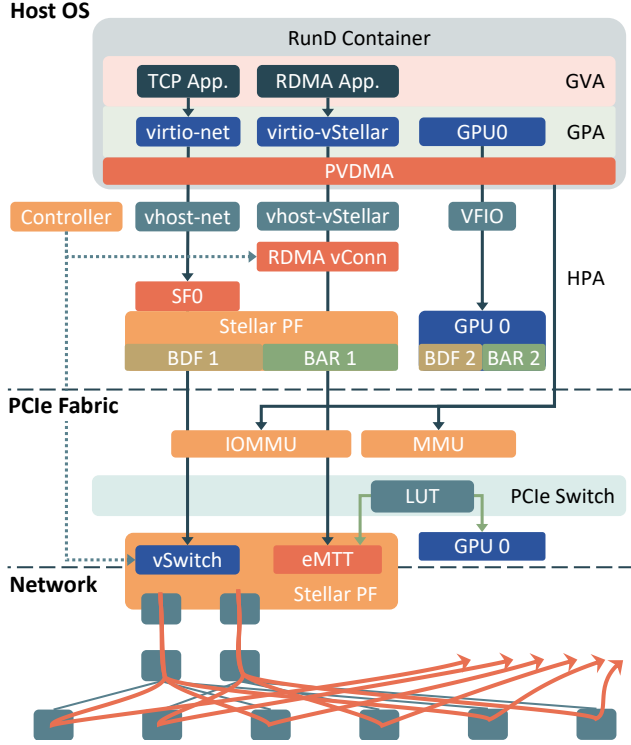 Host OS
RunD Container
TCP App.
RDMA App.
GVA
virtio-net
virtio-vStellar
GPU0
GPA
PVDMA
Controller
vhost-net
vhost-vStellar
VFIO
RDMA vConn
HPA
SF0
Stellar PF
GPU 0
BDF 1
BAR 1
BDF 2
BAR 2
PCIe Fabric
IOMMU
MMU
LUT
PCIe Switch
vSwitch
eMTT
GPU 0
Network
Stellar PF